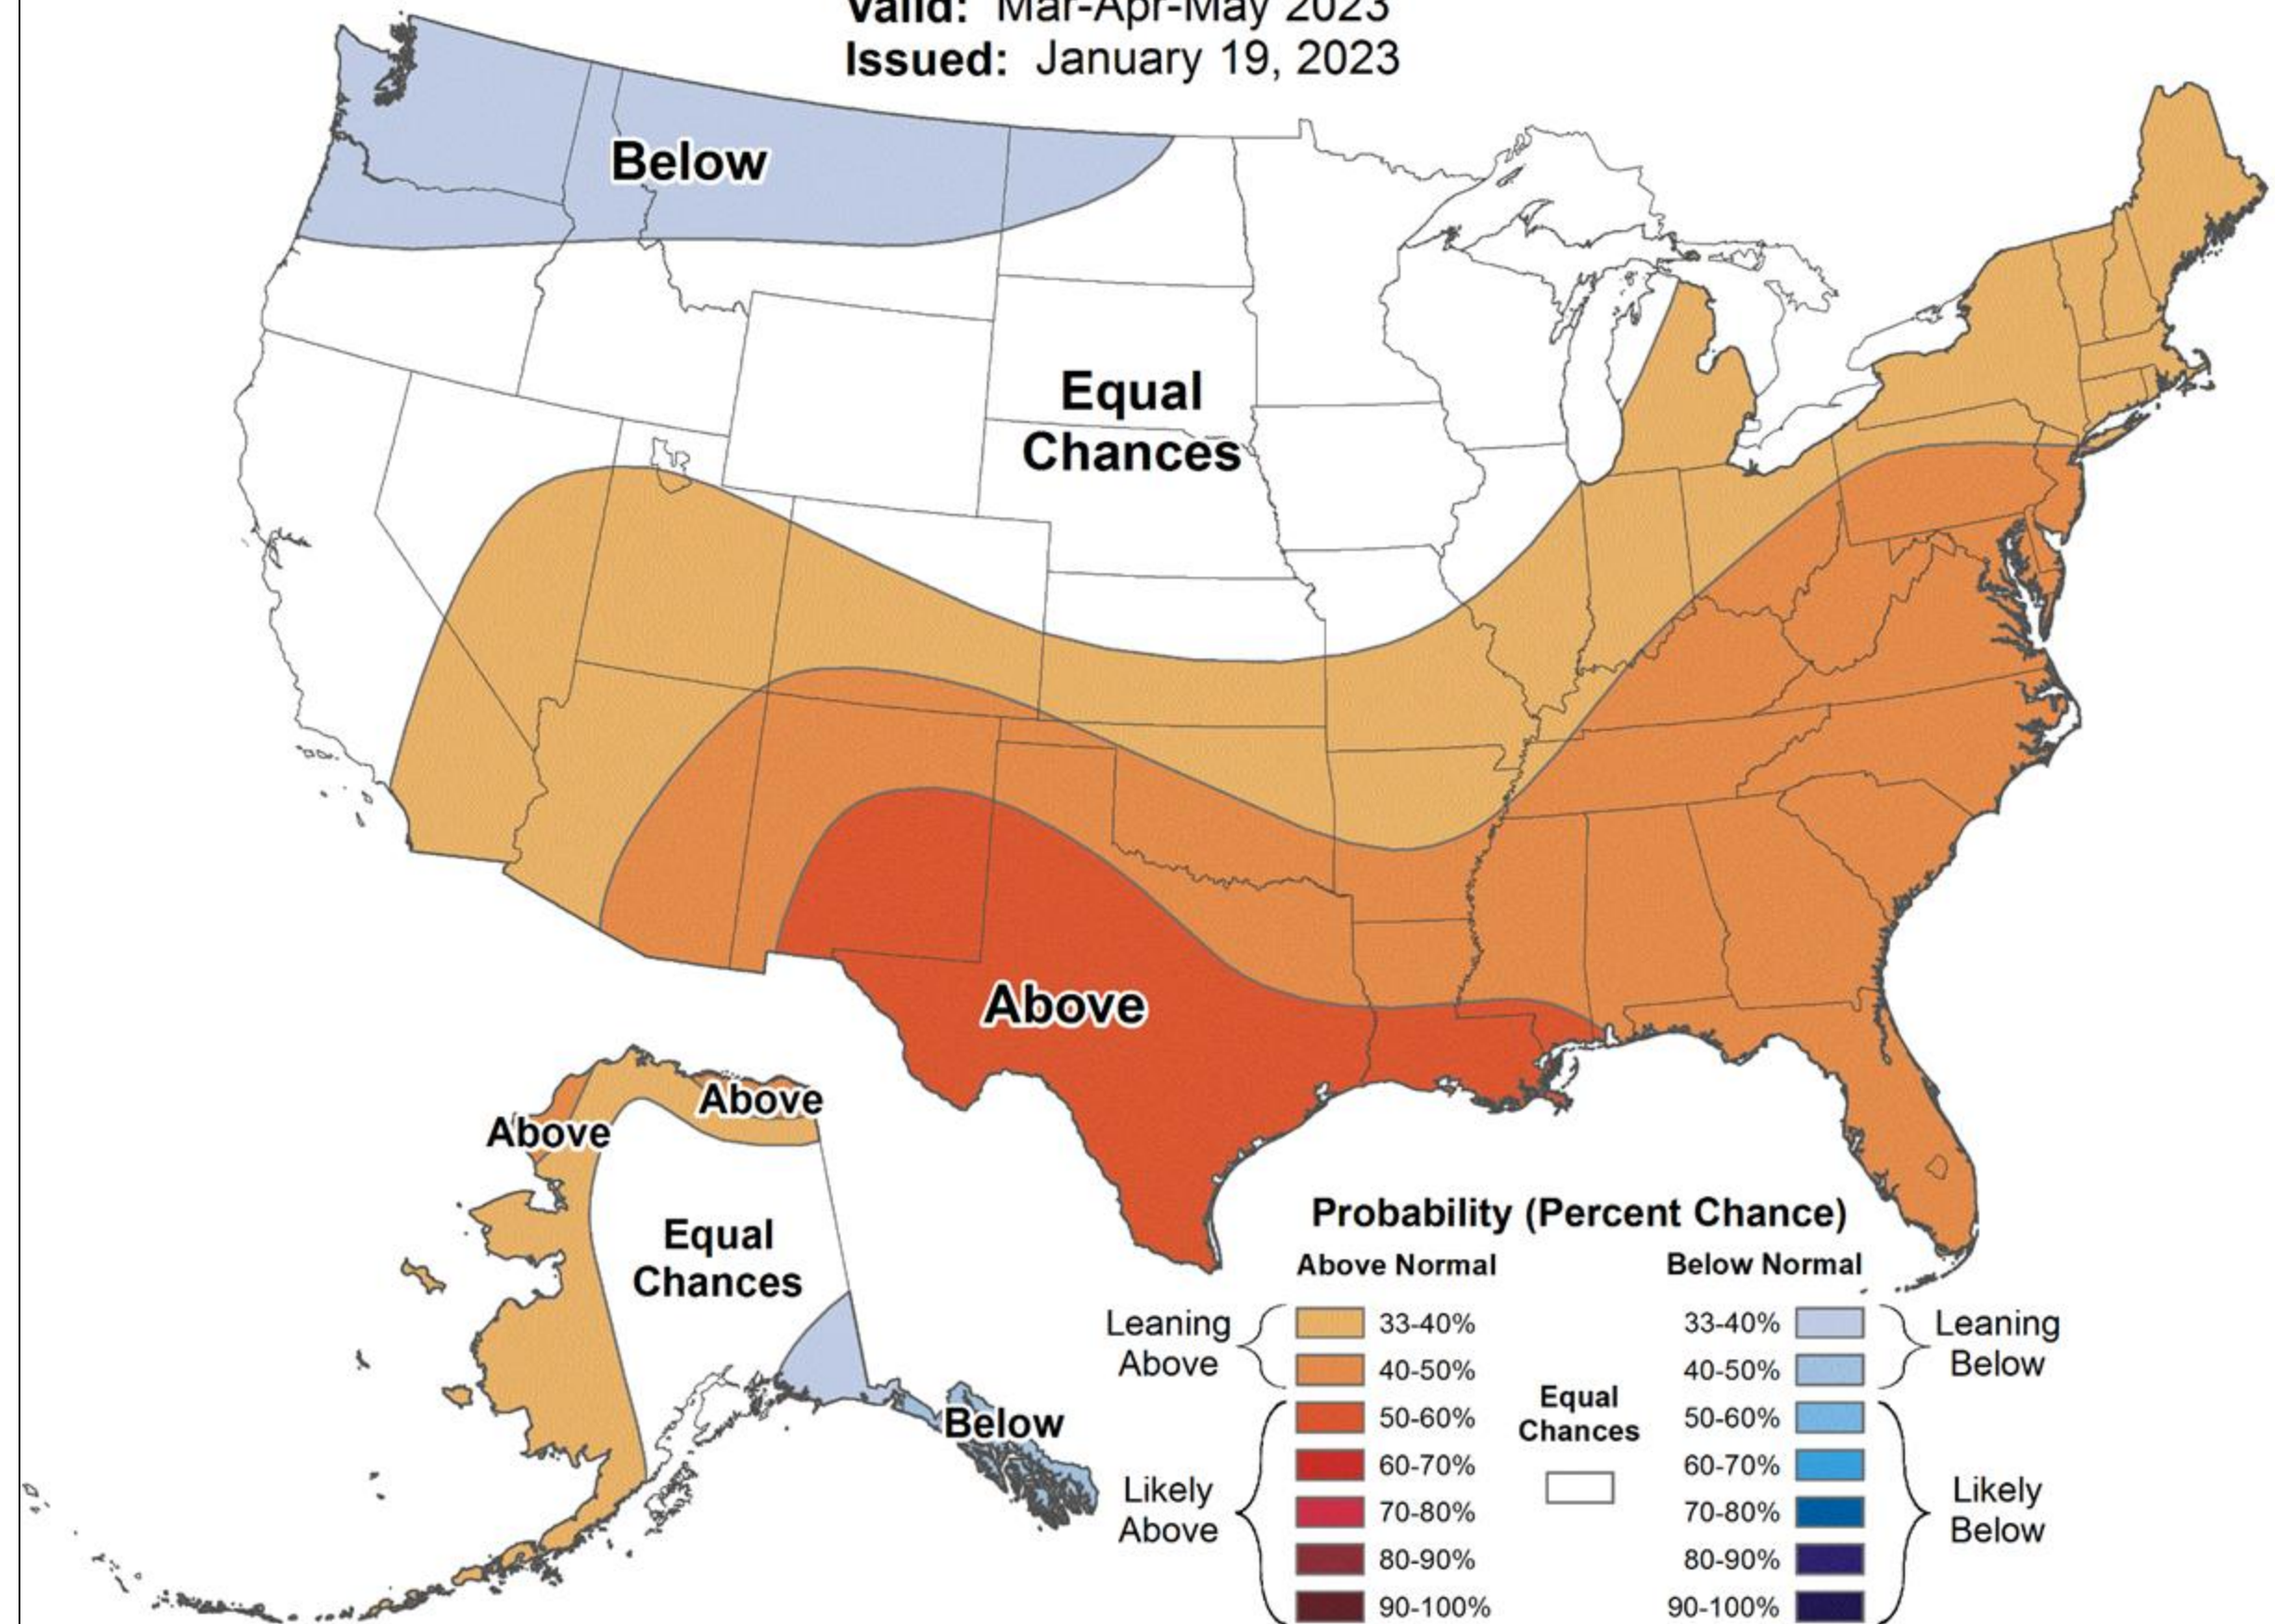 Valid: Mar-Apr-May 2023
Issued: January 19, 2023
Below
Equal
Chances
Above
Above
Above
Equal
Chances
Below
Probability (Percent Chance)
Above Normal
Below Normal
Leaning
Above
33-40%
40-50%
Likely
Above
50-60%
60-70%
70-80%
80-90%
90-100%
Equal
Chances
33-40%
40-50%
Leaning
Below
50-60%
60-70%
70-80%
80-90%
90-100%
Likely
Below